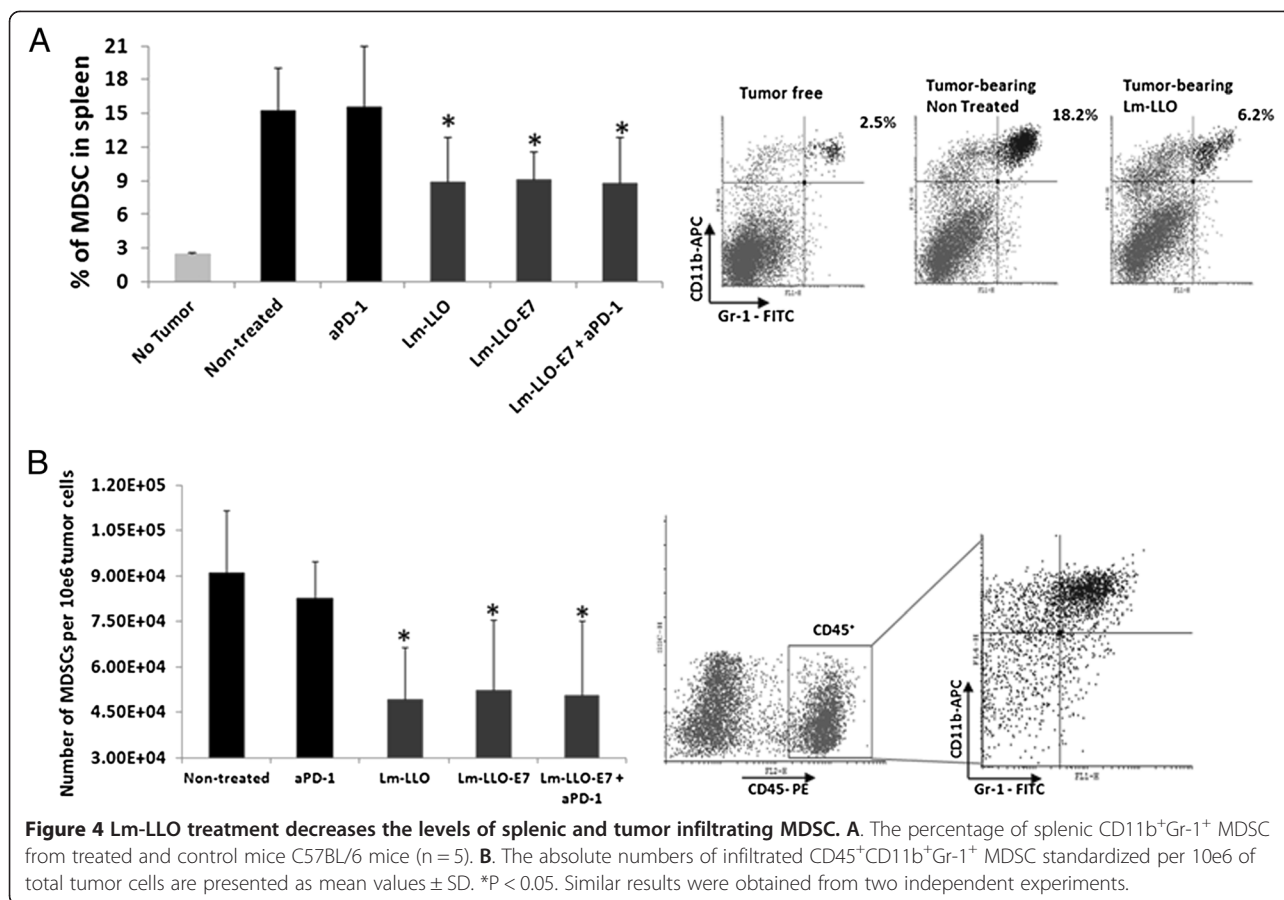 A
21
18
15
12
9
6
3
0
% of MDSC in spleen
*
*
*
No Tumor
Non-treated
aPD-1
Lm-LLO
Lm-LLO-E7
Lm-LLO-E7 + aPD-1
Tumor free
2.5%
Tumor-bearing
Non Treated
18.2%
Tumor-bearing
Lm-LLO
6.2%
CD11b-APC
Gr-1 - FITC
FL1-H
FL1-H
FL1-H
B
1.20E+05
1.05E+05
9.00E+04
7.50E+04
6.00E+04
4.50E+04
3.00E+04
Number of MDSCs per 10e6 tumor cells
*
*
*
Non-treated
aPD-1
Lm-LLO
Lm-LLO-E7
Lm-LLO-E7 +
aPD-1
CD45+
FL2-H
CD45- PE
FL4-H
CD11b-APC
FL1-H
Gr-1 - FITC
Figure 4 Lm-LLO treatment decreases the levels of splenic and tumor infiltrating MDSC. A. The percentage of splenic CD11b+Gr-1+ MDSC
from treated and control mice C57BL/6 mice (n = 5). B. The absolute numbers of infiltrated CD45+CD11b+Gr-1+ MDSC standardized per 10e6 of
total tumor cells are presented as mean values ± SD. *P < 0.05. Similar results were obtained from two independent experiments.